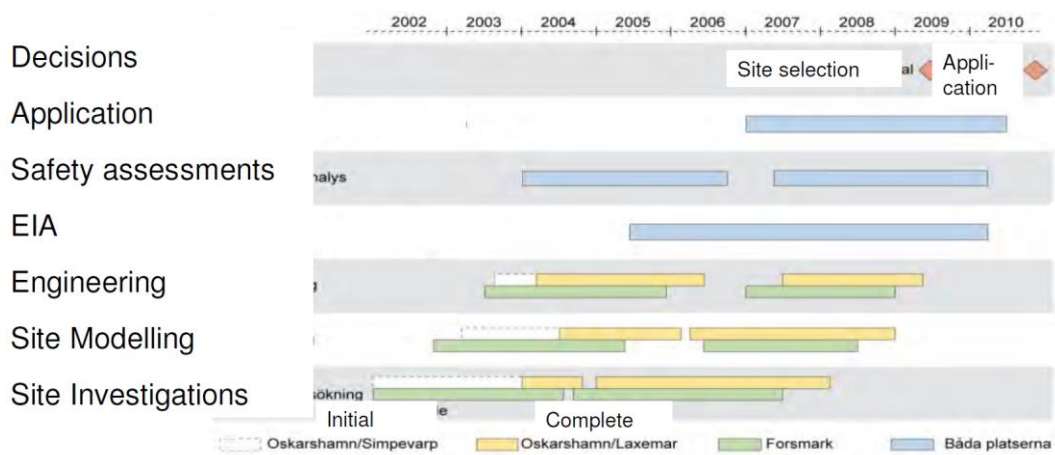 2002 2003 2004 2005 2006 2007 2008 2009 2010
Decisions
Site selection
al
Appli-
cation
Application
Safety assessments
nalys
EIA
Engineering
g
Site Modelling
Site Investigations
sökning
Initial
Complete
Oskarshamn/Simpevarp
Oskarshamn/Laxemar
Forsmark
Båda platserna